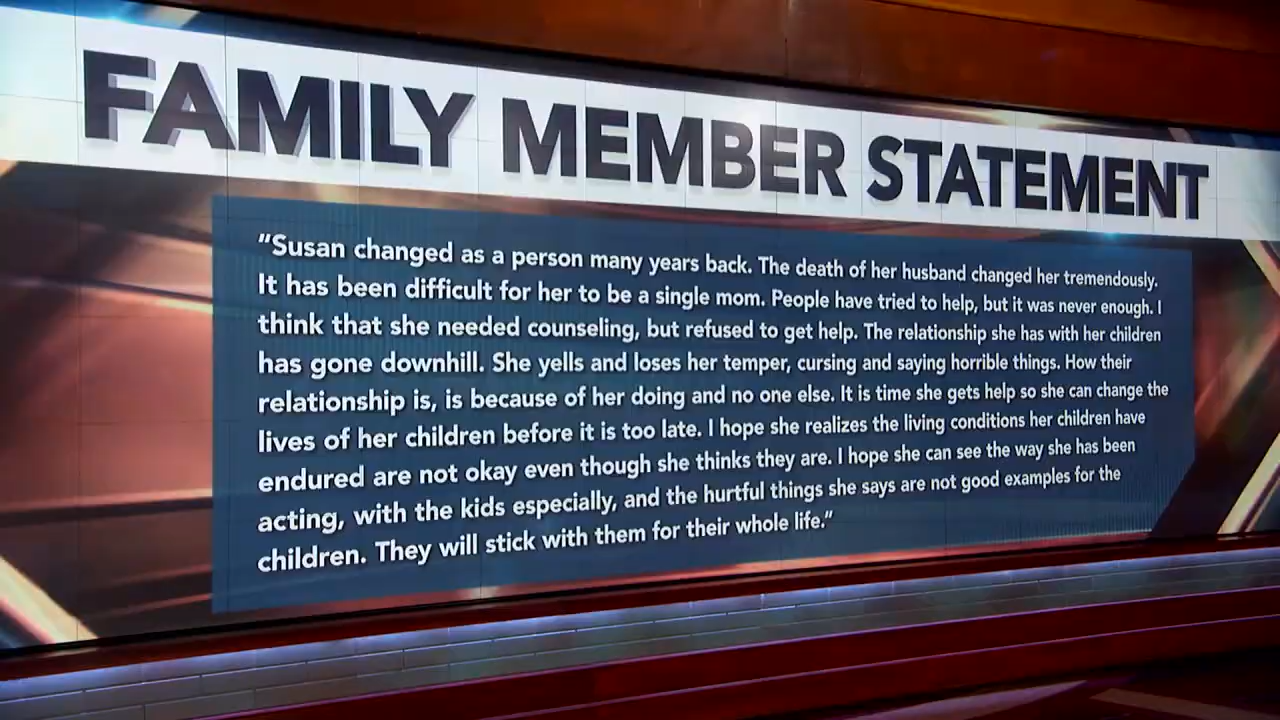 FAMILY MEMBER STATEMENT
"Susan changed as a person many years back. The death of her husband changed her tremendously.
It has been difficult for her to be a single mom. People have tried to help, but it was never enough. I
think that she needed counseling, but refused to get help. The relationship she has with her children
has gone downhill. She yells and loses her temper, cursing and saying horrible things. How their
relationship is, is because of her doing and no one else. It is time she gets help so she can change the
lives of her children before it is too late. I hope she realizes the living conditions her children have
endured are not okay even though she thinks they are. I hope she can see the way she has been
acting, with the kids especially, and the hurtful things she says are not good examples for the
children. They will stick with them for their whole life."